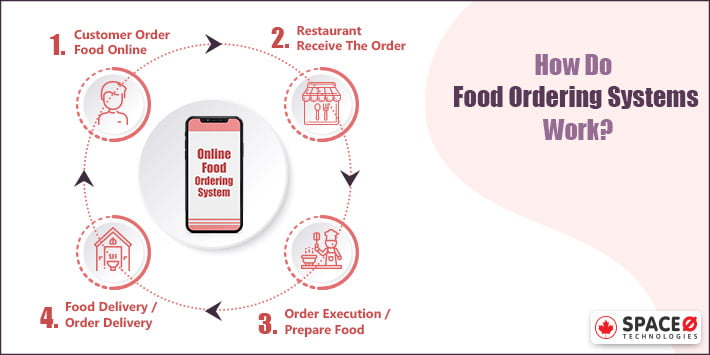 1. Customer Order
Food Online
2. Restaurant
Receive The Order
Online
Food
Ordering
System
4. Food Delivery /
Order Delivery
3. Order Execution /
Prepare Food
How Do
Food Ordering Systems
Work?
SPACE Ø
TECHNOLOGIES